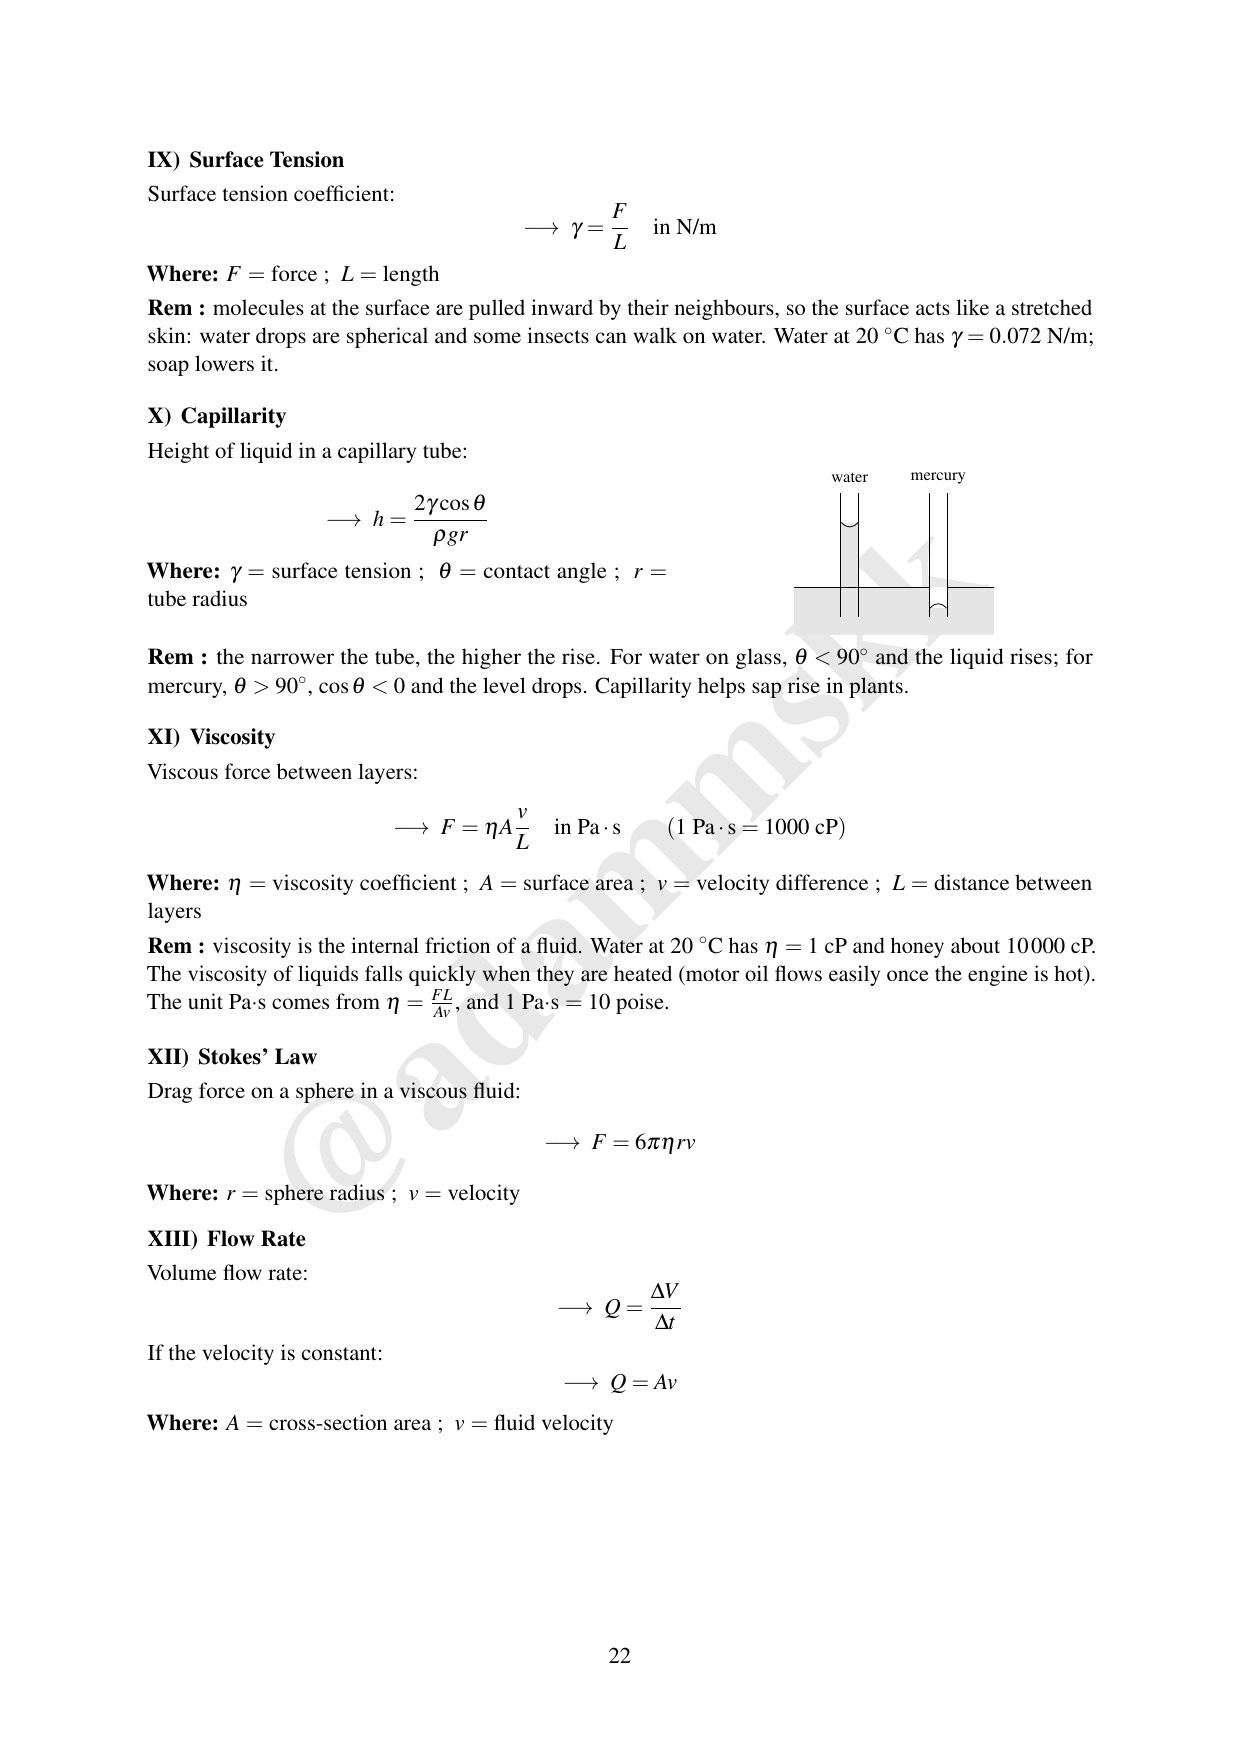 IX) Surface Tension
Surface tension coefficient:
⟶ γ = F/L in N/m
Where: F = force ; L = length
Rem : molecules at the surface are pulled inward by their neighbours, so the surface acts like a stretched
skin: water drops are spherical and some insects can walk on water. Water at 20 °C has γ = 0.072 N/m;
soap lowers it.
X) Capillarity
Height of liquid in a capillary tube:
water mercury
⟶ h = 2γ cos θ / ρgr
Where: γ = surface tension ; θ = contact angle ; r =
tube radius
Rem : the narrower the tube, the higher the rise. For water on glass, θ < 90° and the liquid rises; for
mercury, θ > 90°, cos θ < 0 and the level drops. Capillarity helps sap rise in plants.
XI) Viscosity
Viscous force between layers:
⟶ F = ηA v/L in Pa · s (1 Pa · s = 1000 cP)
Where: η = viscosity coefficient ; A = surface area ; v = velocity difference ; L = distance between
layers
Rem : viscosity is the internal friction of a fluid. Water at 20 °C has η = 1 cP and honey about 10 000 cP.
The viscosity of liquids falls quickly when they are heated (motor oil flows easily once the engine is hot).
The unit Pa·s comes from η = FL/Av, and 1 Pa·s = 10 poise.
XII) Stokes' Law
Drag force on a sphere in a viscous fluid:
⟶ F = 6πηrv
Where: r = sphere radius ; v = velocity
XIII) Flow Rate
Volume flow rate:
⟶ Q = ΔV/Δt
If the velocity is constant:
⟶ Q = Av
Where: A = cross-section area ; v = fluid velocity
22
@adammskk